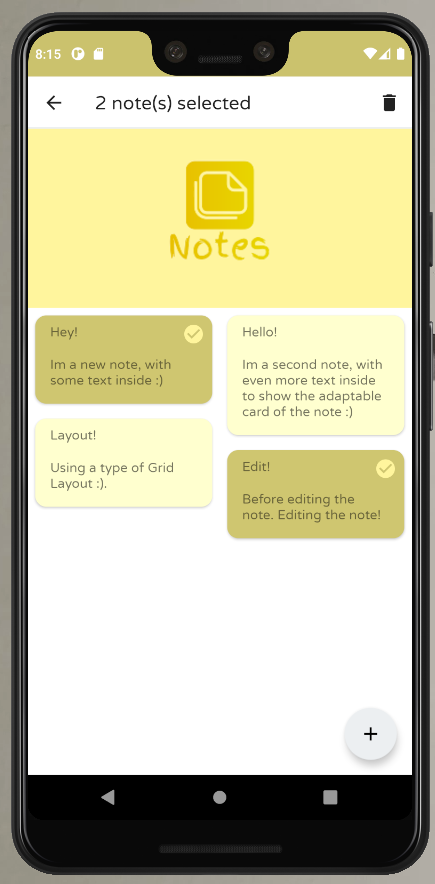 8:15
2 note(s) selected
Notes
Hey!
Im a new note, with
some text inside :)
Hello!
Im a second note, with
even more text inside
to show the adaptable
card of the note :)
Layout!
Using a type of Grid
Layout :).
Edit!
Before editing the
note. Editing the note!
+